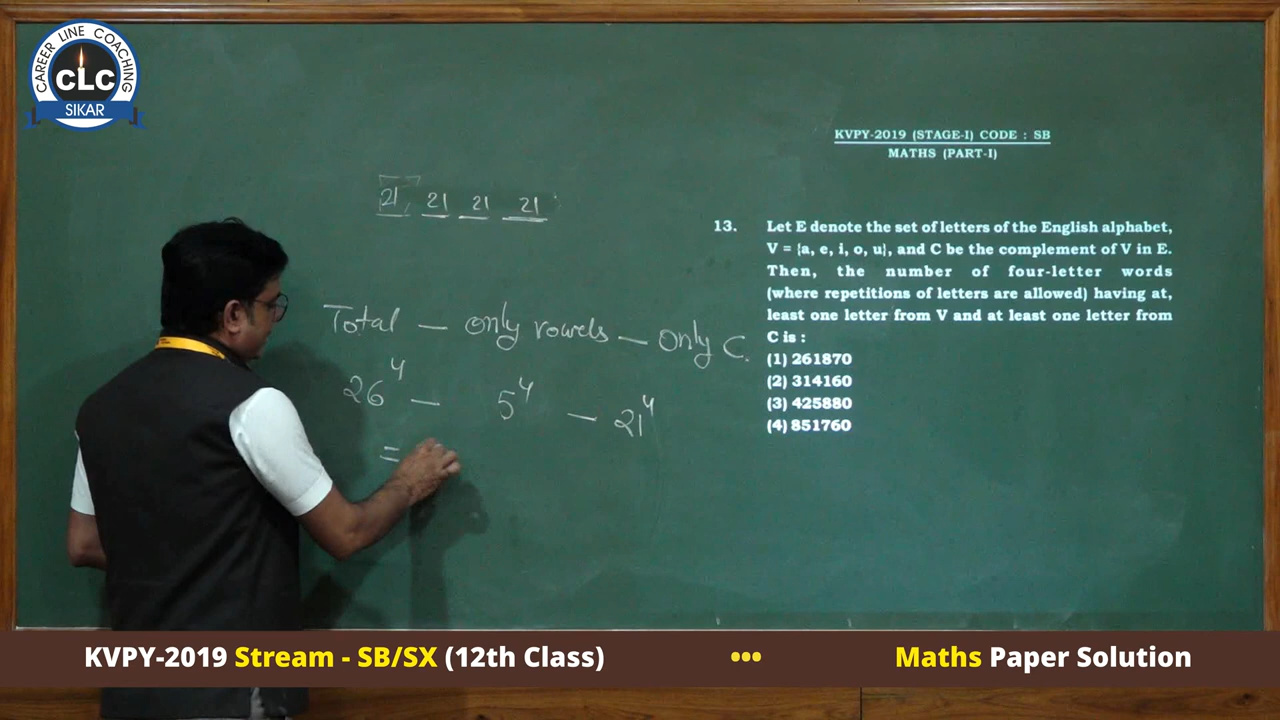 CAREER LINE COACHING
CLC
SIKAR
KVPY-2019 (STAGE-I) CODE : SB
MATHS (PART-I)
21 21 21 21
13. Let E denote the set of letters of the English alphabet,
V = {a, e, i, o, u}, and C be the complement of V in E.
Then, the number of four-letter words
(where repetitions of letters are allowed) having at,
least one letter from V and at least one letter from
C is :
(1) 261870
(2) 314160
(3) 425880
(4) 851760
Total — only vowels — only C.
26⁴ — 5⁴ — 21⁴
=
KVPY-2019 Stream - SB/SX (12th Class) ••• Maths Paper Solution